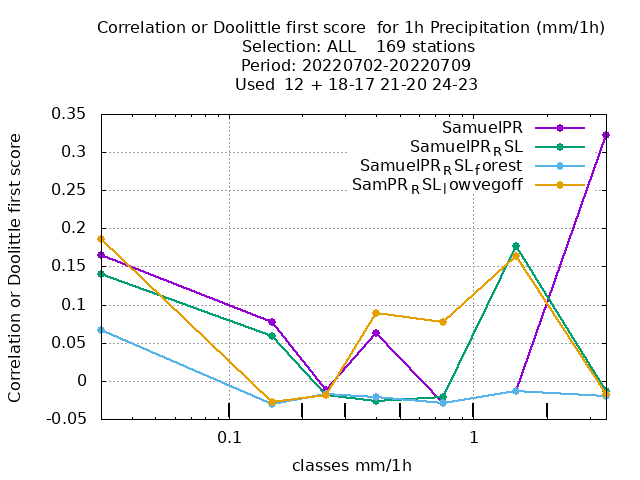 Correlation or Doolittle first score  for 1h Precipitation (mm/1h)
Selection: ALL    169 stations
Period: 20220702-20220709
Used  12 + 18-17 21-20 24-23
SamuelPR
SamuelPR_RSL
SamuelPR_RSL_forest
SamPR_RSL_lowvegoff
0.35
0.3
0.25
0.2
0.15
0.1
0.05
0
-0.05
0.1
1
Correlation or Doolittle first score
classes mm/1h